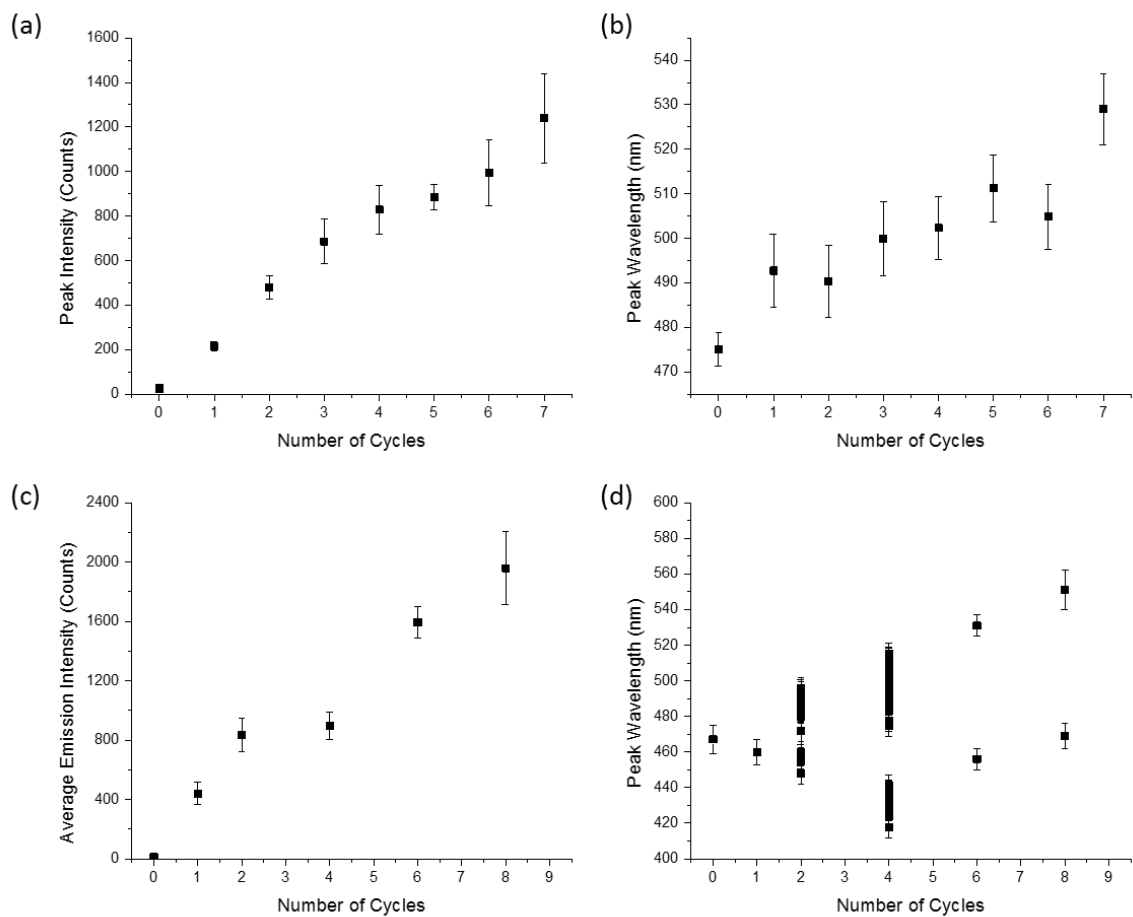 (a)
Peak Intensity (Counts)
1600
1400
1200
1000
800
600
400
200
0
0 1 2 3 4 5 6 7
Number of Cycles
(b)
Peak Wavelength (nm)
540
530
520
510
500
490
480
470
0 1 2 3 4 5 6 7
Number of Cycles
(c)
Average Emission Intensity (Counts)
2400
2000
1600
1200
800
400
0
0 1 2 3 4 5 6 7 8 9
Number of Cycles
(d)
Peak Wavelength (nm)
600
580
560
540
520
500
480
460
440
420
400
0 1 2 3 4 5 6 7 8 9
Number of Cycles